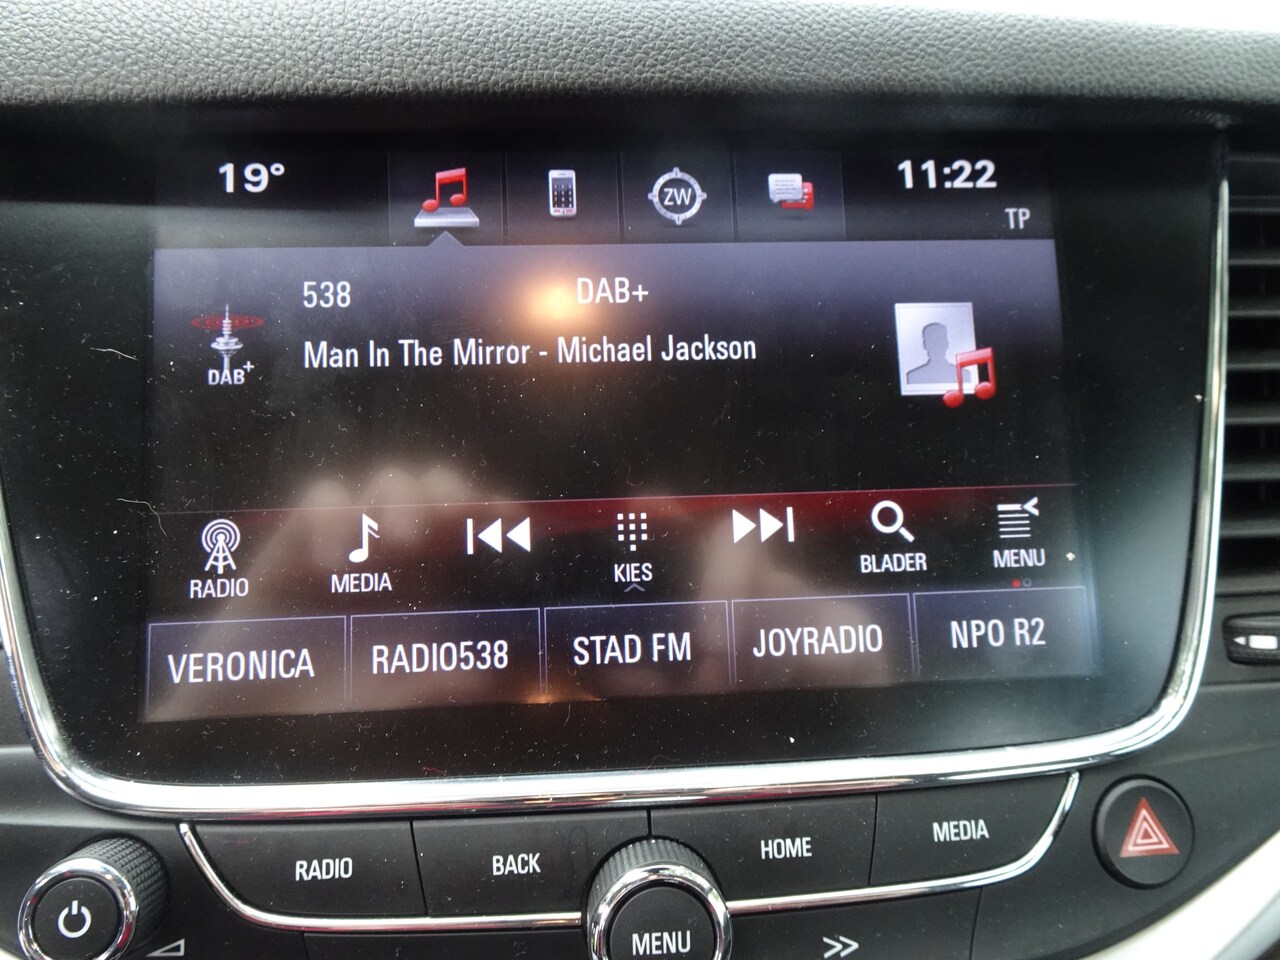 19° ZW 11:22
TP
538 DAB+
Man In The Mirror - Michael Jackson
DAB+
RADIO MEDIA KIES BLADER MENU
VERONICA RADIO538 STAD FM JOYRADIO NPO R2
RADIO BACK HOME MEDIA
MENU